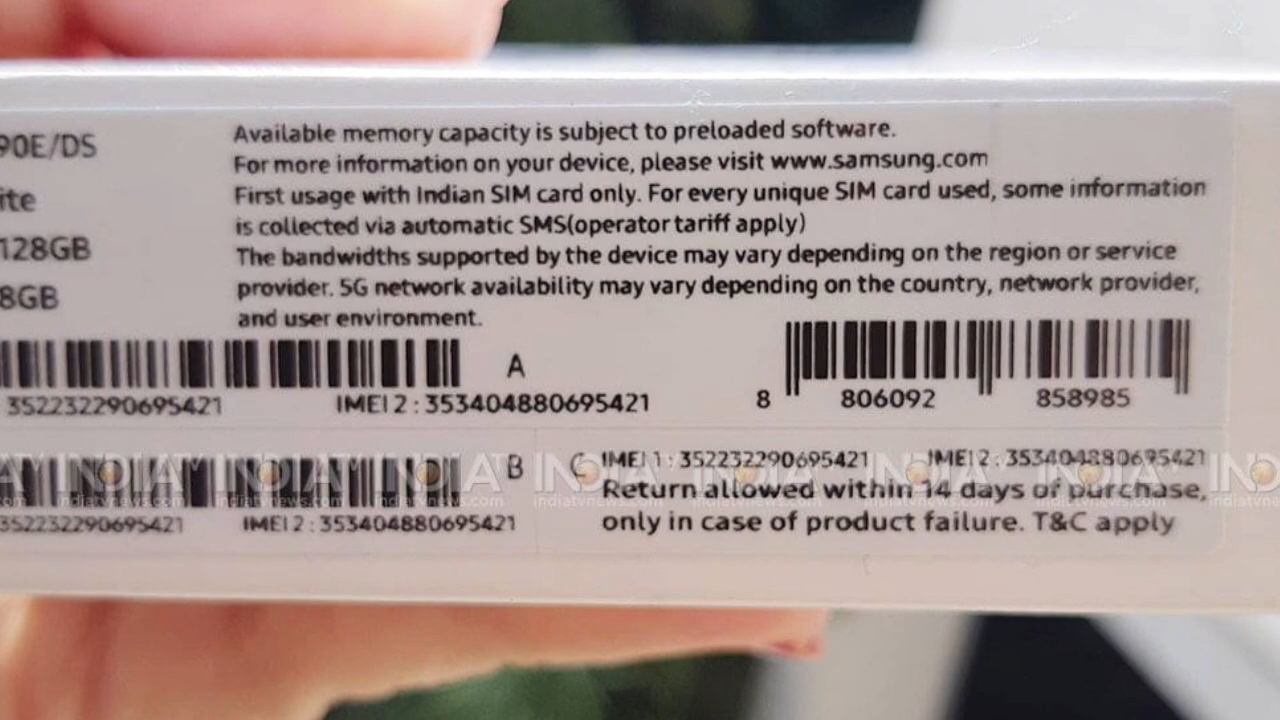 90E/DS
Available memory capacity is subject to preloaded software.
For more information on your device, please visit www.samsung.com
ite
First usage with Indian SIM card only. For every unique SIM card used, some information
is collected via automatic SMS(operator tariff apply)
128GB
The bandwidths supported by the device may vary depending on the region or service
8GB
provider. 5G network availability may vary depending on the country, network provider,
and user environment.
A
352232290695421 IMEI 2 : 353404880695421
8 806092 858985
B
C IMEI 1 : 352232290695421 IMEI 2 : 353404880695421
INDIA TV
indiatvnews.com
Return allowed within 14 days of purchase,
352232290695421 IMEI 2 : 353404880695421
only in case of product failure. T&C apply